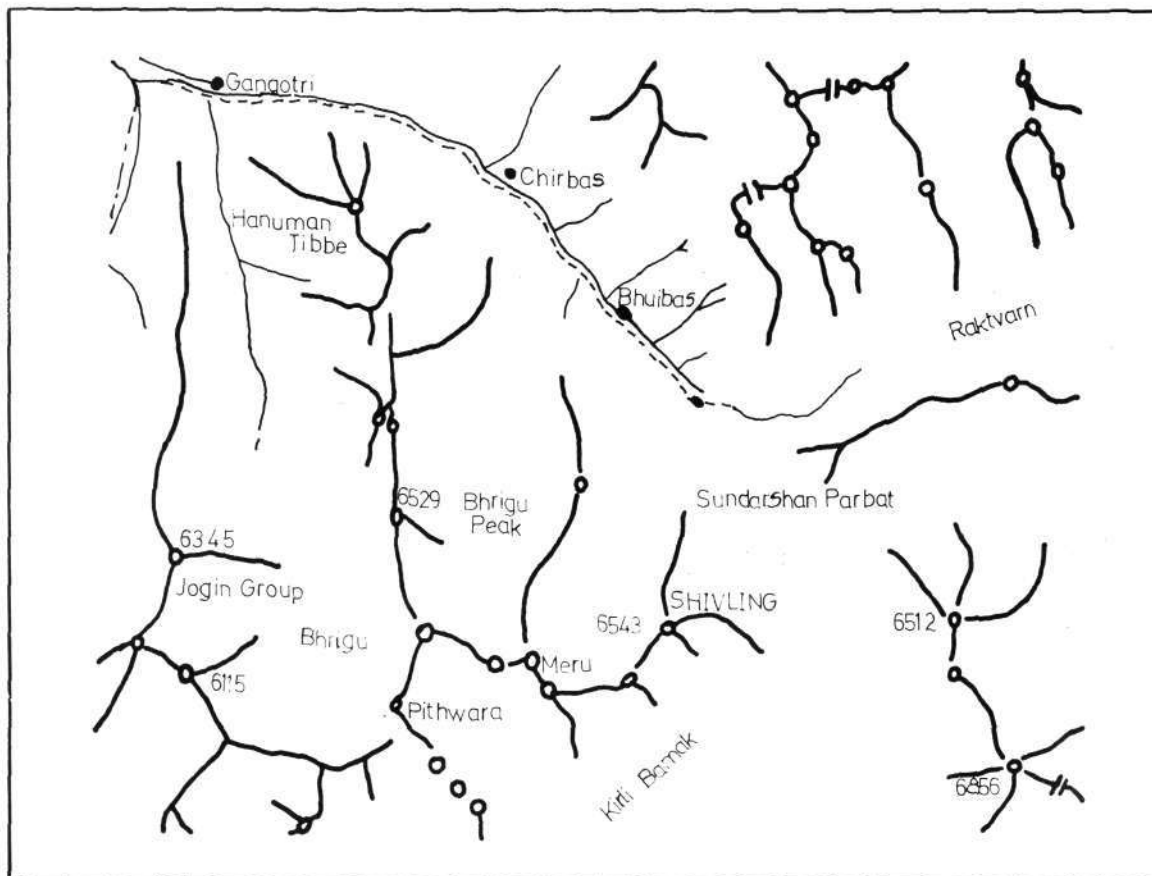 Gangotri
Chirbas
Hanuman
Tibbe
Bhuibas
Raktvarn
Sundarshan Parbat
6529
Bhrigu
Peak
6345
Jogin Group
SHIVLING
6543
6512
Bhrigu
Meru
6115
Pithwara
Kirti Bamak
6856